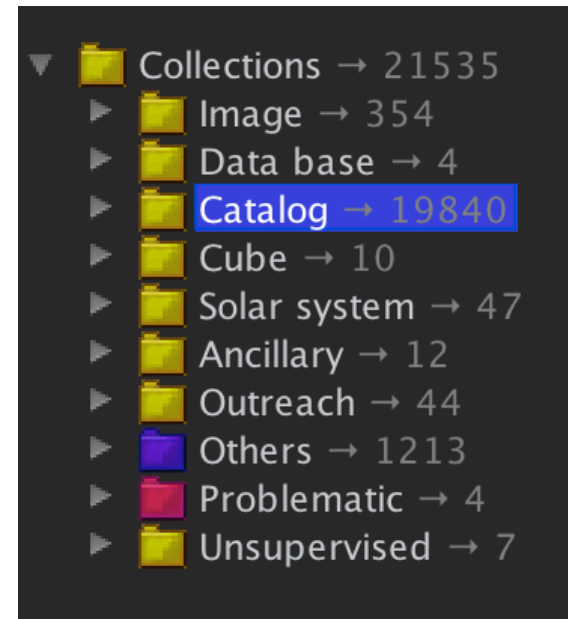 Collections → 21535
Image → 354
Data base → 4
Catalog → 19840
Cube → 10
Solar system → 47
Ancillary → 12
Outreach → 44
Others → 1213
Problematic → 4
Unsupervised → 7